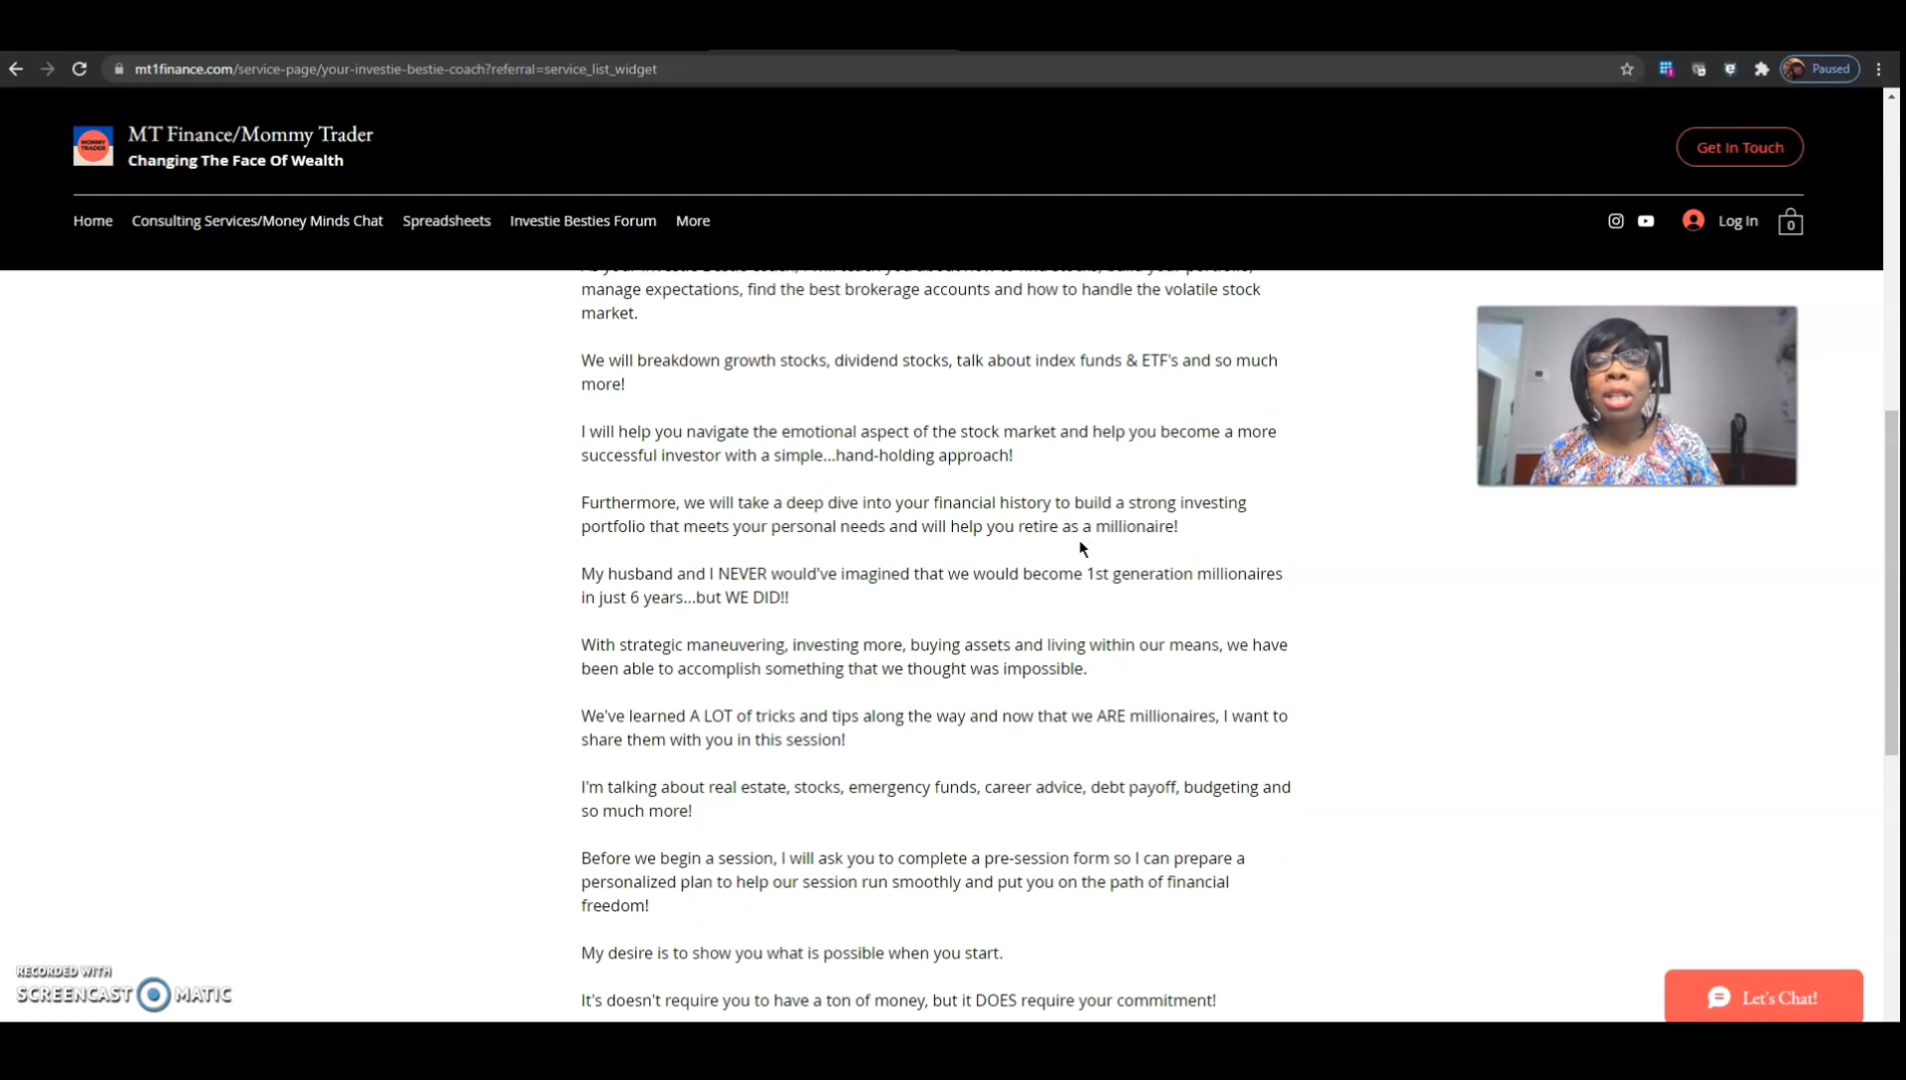 mt1finance.com/service-page/your-investie-bestie-coach?referral=service_list_widget
Paused
MT Finance/Mommy Trader
Changing The Face Of Wealth
MOMMY
TRADER
Get In Touch
Home
Consulting Services/Money Minds Chat
Spreadsheets
Investie Besties Forum
More
Log In
0
manage expectations, find the best brokerage accounts and how to handle the volatile stock
market.
We will breakdown growth stocks, dividend stocks, talk about index funds & ETF's and so much
more!
I will help you navigate the emotional aspect of the stock market and help you become a more
successful investor with a simple...hand-holding approach!
Furthermore, we will take a deep dive into your financial history to build a strong investing
portfolio that meets your personal needs and will help you retire as a millionaire!
My husband and I NEVER would've imagined that we would become 1st generation millionaires
in just 6 years...but WE DID!!
With strategic maneuvering, investing more, buying assets and living within our means, we have
been able to accomplish something that we thought was impossible.
We've learned A LOT of tricks and tips along the way and now that we ARE millionaires, I want to
share them with you in this session!
I'm talking about real estate, stocks, emergency funds, career advice, debt payoff, budgeting and
so much more!
Before we begin a session, I will ask you to complete a pre-session form so I can prepare a
personalized plan to help our session run smoothly and put you on the path of financial
freedom!
My desire is to show you what is possible when you start.
It's doesn't require you to have a ton of money, but it DOES require your commitment!
RECORDED WITH
SCREENCAST MATIC
Let's Chat!